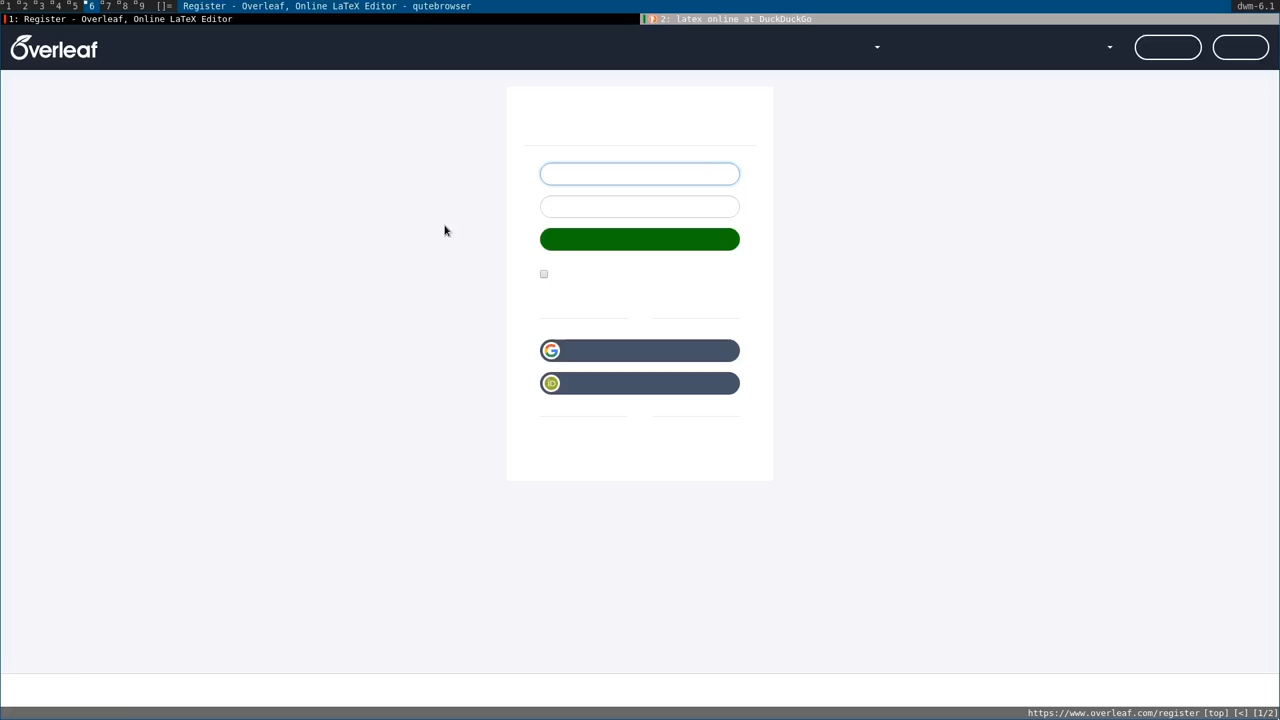 1 2 3 4 5 6 7 8 9 []= Register - Overleaf, Online LaTeX Editor - qutebrowser dwm-6.1
1: Register - Overleaf, Online LaTeX Editor 2: latex online at DuckDuckGo
Overleaf
iD
https://www.overleaf.com/register [top] [<] [1/2]